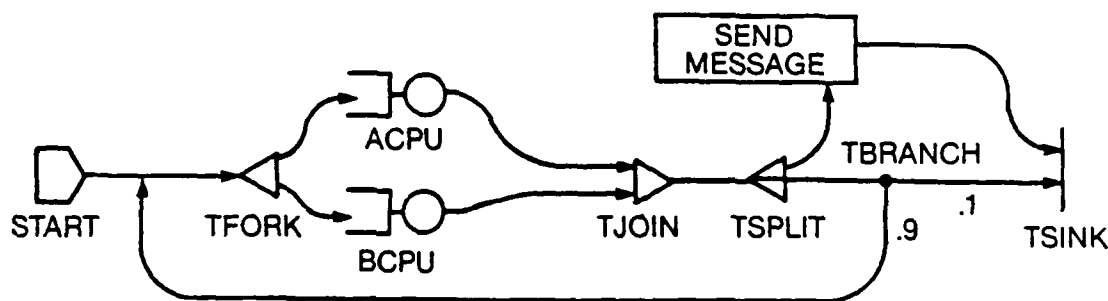 SEND
MESSAGE
ACPU
TBRANCH
START
TFORK
BCPU
TJOIN
TSPLIT
.9
.1
TSINK